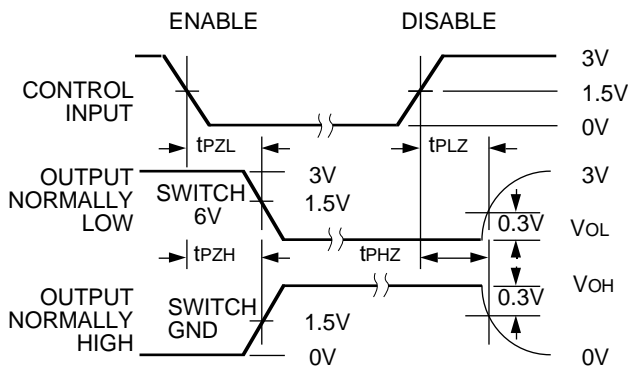 ENABLE DISABLE
3V
CONTROL INPUT 1.5V
0V
tPZL tPLZ
OUTPUT NORMALLY LOW
SWITCH 6V
3V 3V
1.5V
0.3V VOL
tPZH tPHZ
VOH
0.3V
OUTPUT NORMALLY HIGH
SWITCH GND
1.5V
0V 0V